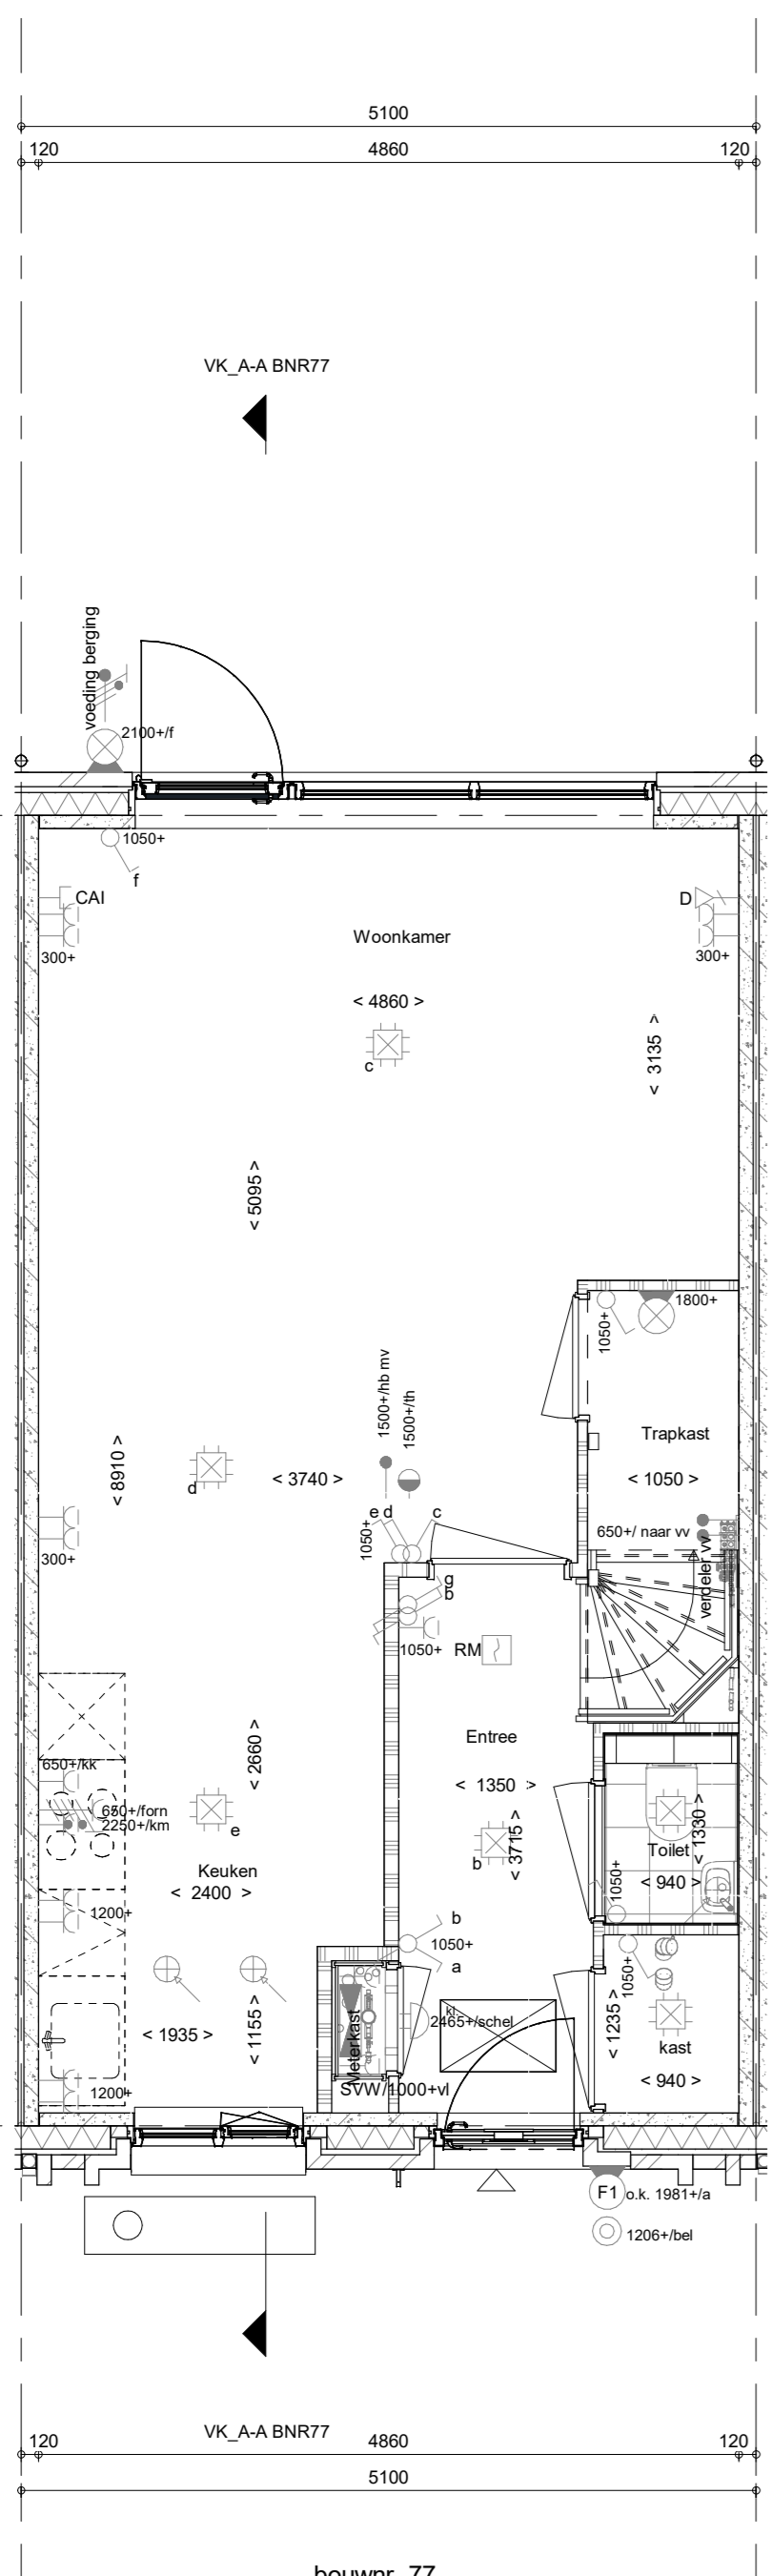 5100
120 4860 120
VK_A-A BNR77
voeding berging
2100+/f
1050+
f
CAI
D
300+
300+
Woonkamer
< 4860 >
c
< 3135 >
< 5095 >
1050+
1800+
1500+/hb mv
1500+/th
Trapkast
< 1050 >
< 8910 >
d
< 3740 >
e d
c
1050+
300+
650+/ naar vv
verdeler vv
g
b
1050+
RM
Entree
< 2660 >
650+/kk
650+/forn
2250+/km
e
< 1350 >
b
< 3715 >
< 1330 >
Toilet
< 940 >
1050+
Keuken
< 2400 >
1200+
b
1050+
a
1050+
kl.
2465+/schel
< 1935 >
< 1155 >
Meterkast
< 1235 >
kast
< 940 >
1200+
SVW/1000+vl
F1
o.k. 1981+/a
1206+/bel
VK_A-A BNR77
120 4860 120
5100
bouwnr. 77